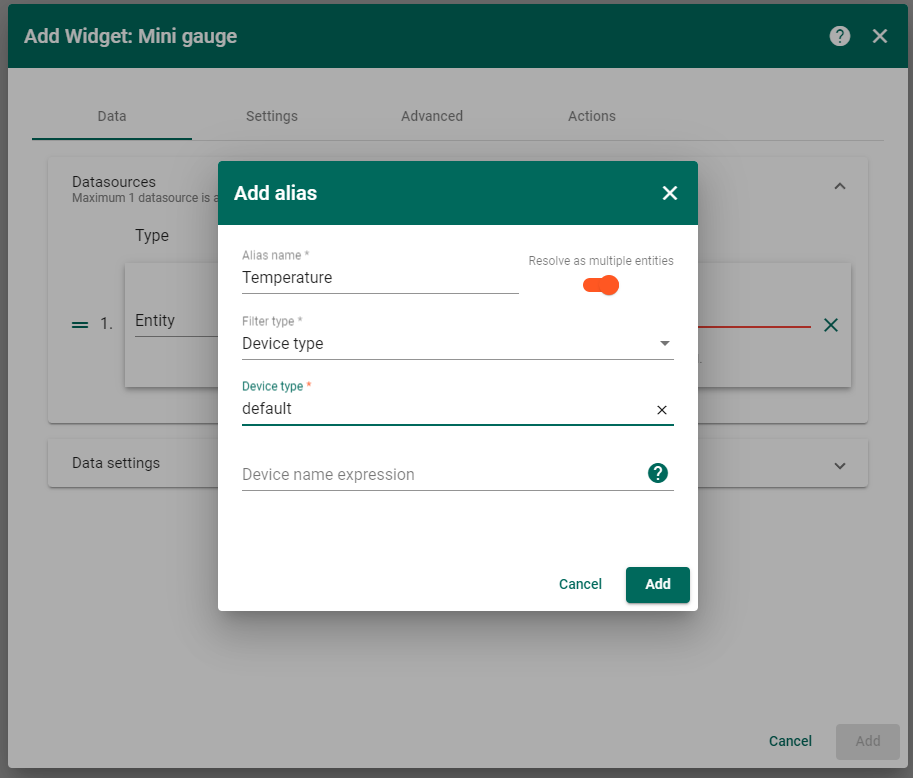 Add Widget: Mini gauge
?
Data
Settings
Advanced
Actions
Datasources
Maximum 1 datasource is
Type
1.
Entity
Add alias
Alias name *
Temperature
Resolve as multiple entities
Filter type *
Device type
Device type *
default
Device name expression
?
Cancel
Add
Data settings
Cancel
Add